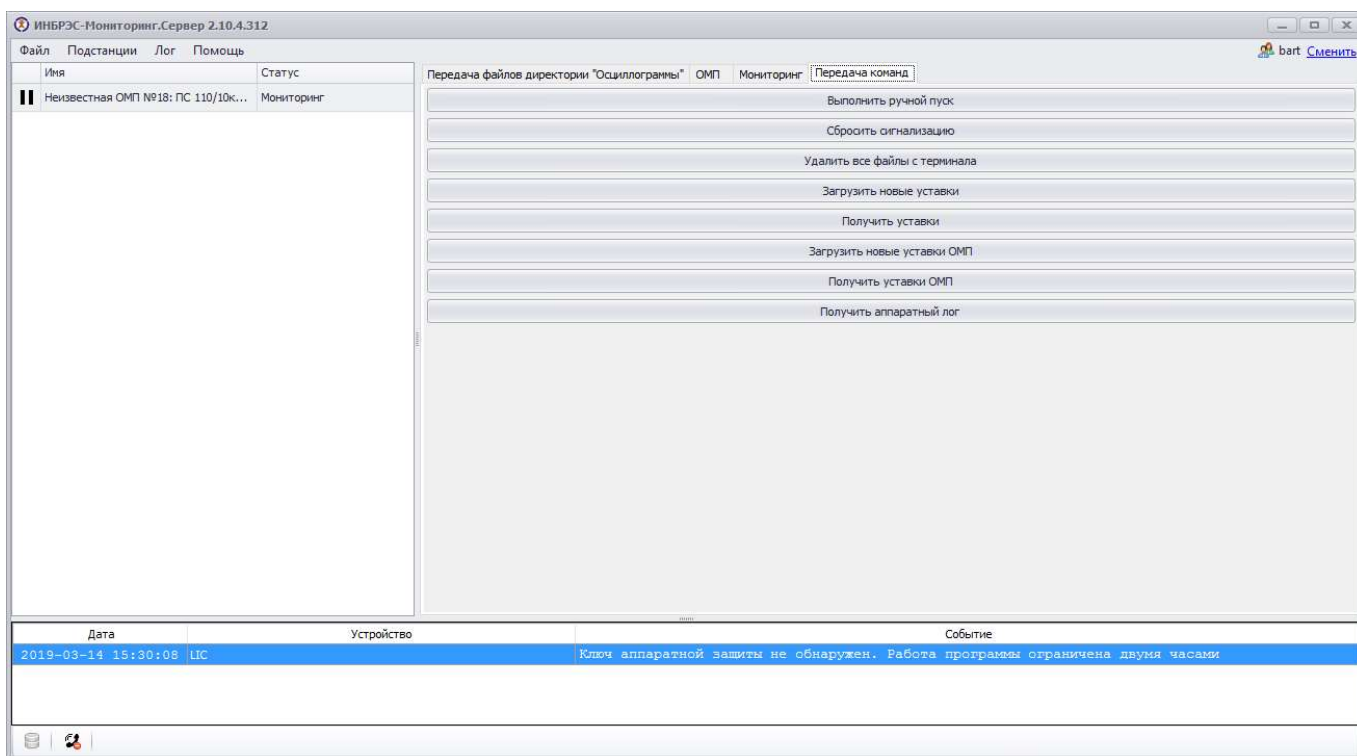 ИНБРЭС-Мониторинг.Сервер 2.10.4.312
Файл Подстанции Лог Помощь
bart Сменить
Имя Статус
Неизвестная ОМП №18: ПС 110/10к... Мониторинг
Передача файлов директории "Осциллограммы" ОМП Мониторинг Передача команд
Выполнить ручной пуск
Сбросить сигнализацию
Удалить все файлы с терминала
Загрузить новые уставки
Получить уставки
Загрузить новые уставки ОМП
Получить уставки ОМП
Получить аппаратный лог
Дата Устройство Событие
2019-03-14 15:30:08 LIC Ключ аппаратной защиты не обнаружен. Работа программы ограничена двумя часами